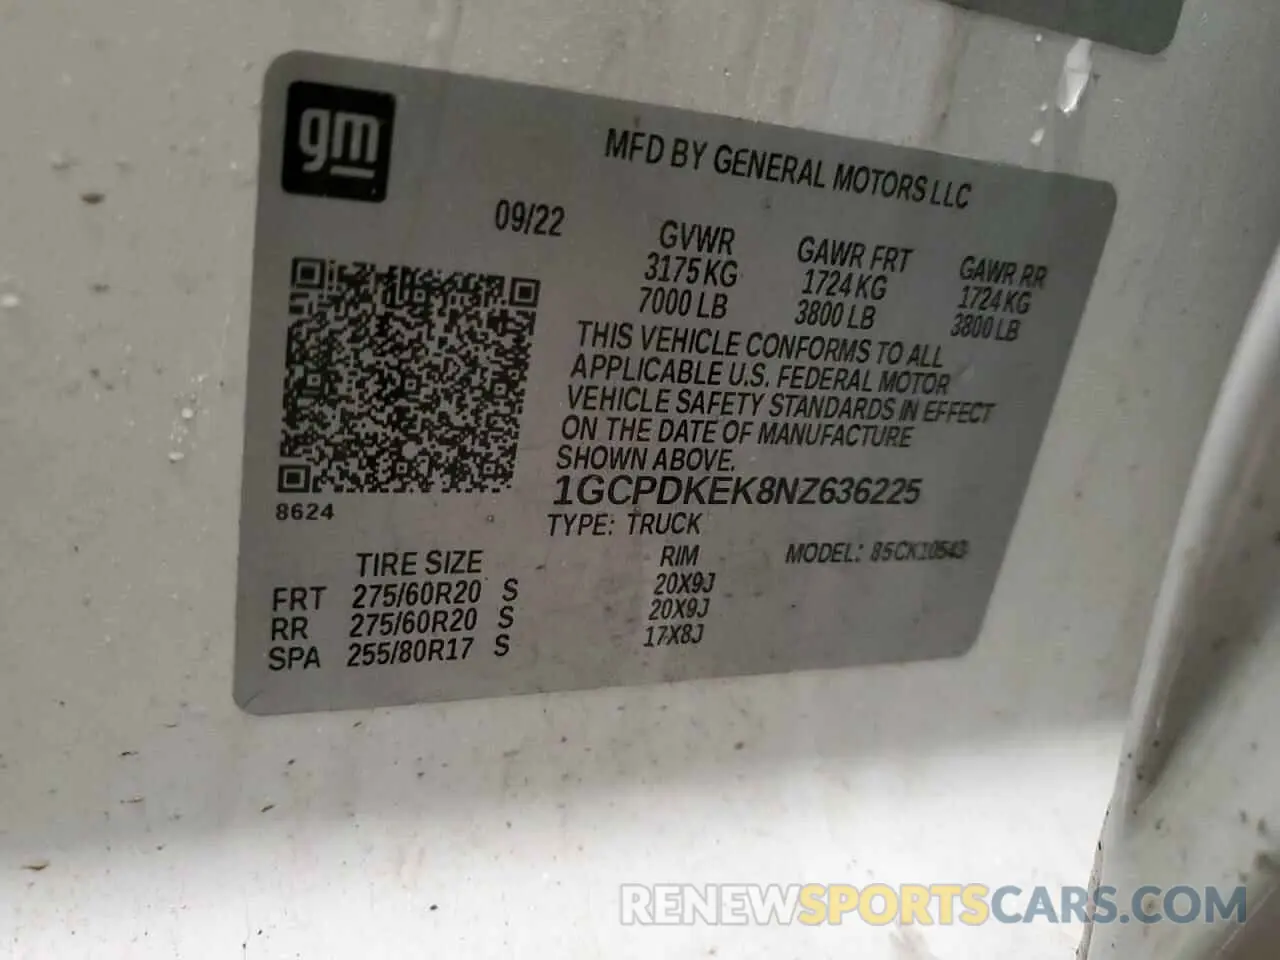 gm
MFD BY GENERAL MOTORS LLC
09/22
GVWR GAWR FRT GAWR RR
3175 KG 1724 KG 1724 KG
7000 LB 3800 LB 3800 LB
THIS VEHICLE CONFORMS TO ALL
APPLICABLE U.S. FEDERAL MOTOR
VEHICLE SAFETY STANDARDS IN EFFECT
ON THE DATE OF MANUFACTURE
SHOWN ABOVE.
1GCPDKEK8NZ636225
8624
TYPE: TRUCK
MODEL: 85CK10543
TIRE SIZE RIM
FRT 275/60R20 S 20X9J
RR 275/60R20 S 20X9J
SPA 255/80R17 S 17X8J
RENEWSPORTSCARS.COM